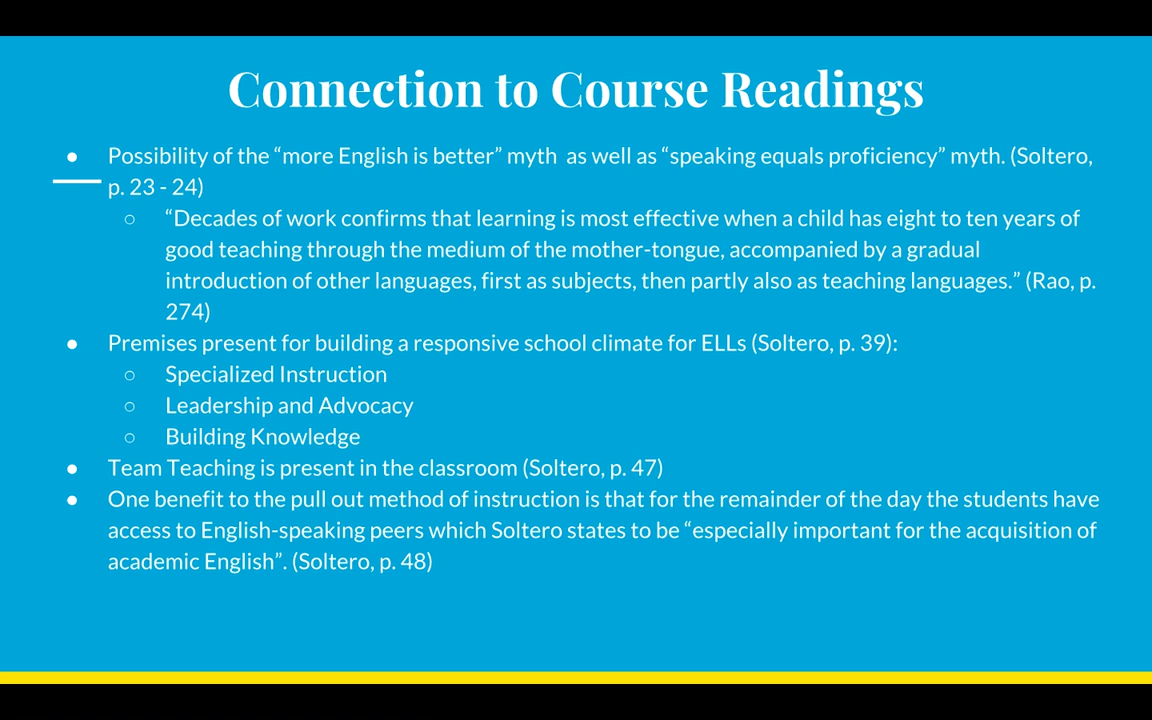 Connection to Course Readings
● Possibility of the “more English is better” myth  as well as “speaking equals proficiency” myth. (Soltero,
p. 23 - 24)
○ “Decades of work confirms that learning is most effective when a child has eight to ten years of
good teaching through the medium of the mother-tongue, accompanied by a gradual
introduction of other languages, first as subjects, then partly also as teaching languages.” (Rao, p.
274)
● Premises present for building a responsive school climate for ELLs (Soltero, p. 39):
○ Specialized Instruction
○ Leadership and Advocacy
○ Building Knowledge
● Team Teaching is present in the classroom (Soltero, p. 47)
● One benefit to the pull out method of instruction is that for the remainder of the day the students have
access to English-speaking peers which Soltero states to be “especially important for the acquisition of
academic English”. (Soltero, p. 48)